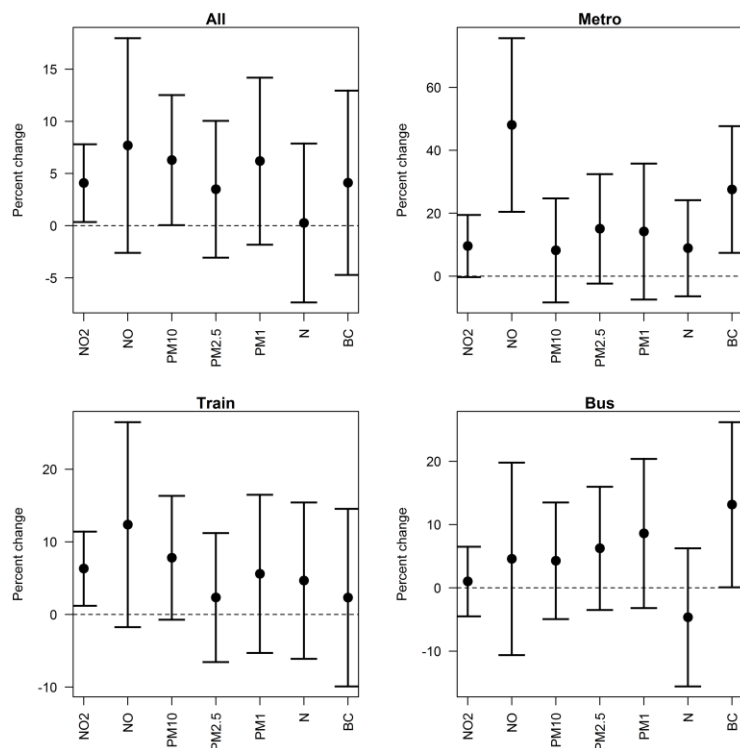 All
Percent change
15
10
5
0
-5
NO2
NO
PM10
PM2.5
PM1
N
BC
Metro
Percent change
60
40
20
0
NO2
NO
PM10
PM2.5
PM1
N
BC
Train
Percent change
20
10
0
-10
NO2
NO
PM10
PM2.5
PM1
N
BC
Bus
Percent change
20
10
0
-10
NO2
NO
PM10
PM2.5
PM1
N
BC